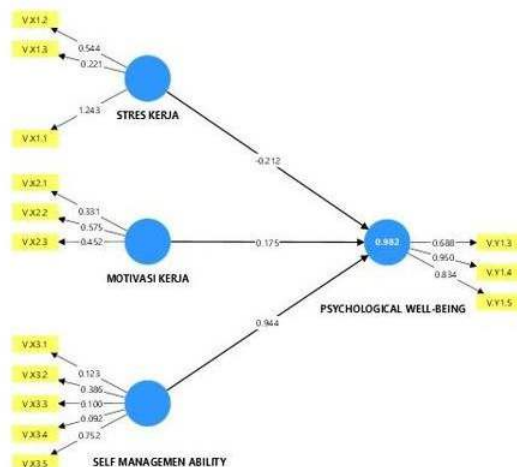 V.X1.2
0.544
V.X1.3
0.221
1.243
STRES KERJA
V.X1.1
-0.212
V.X2.1
0.331
V.X2.2
0.575
V.X2.3
0.452
0.175
0.982
0.688
V.Y1.3
0.950
V.Y1.4
0.834
MOTIVASI KERJA
V.Y1.5
PSYCHOLOGICAL WELL-BEING
0.944
V.X3.1
0.123
V.X3.2
0.386
V.X3.3
0.100
0.092
V.X3.4
0.752
V.X3.5
SELF MANAGEMEN ABILITY